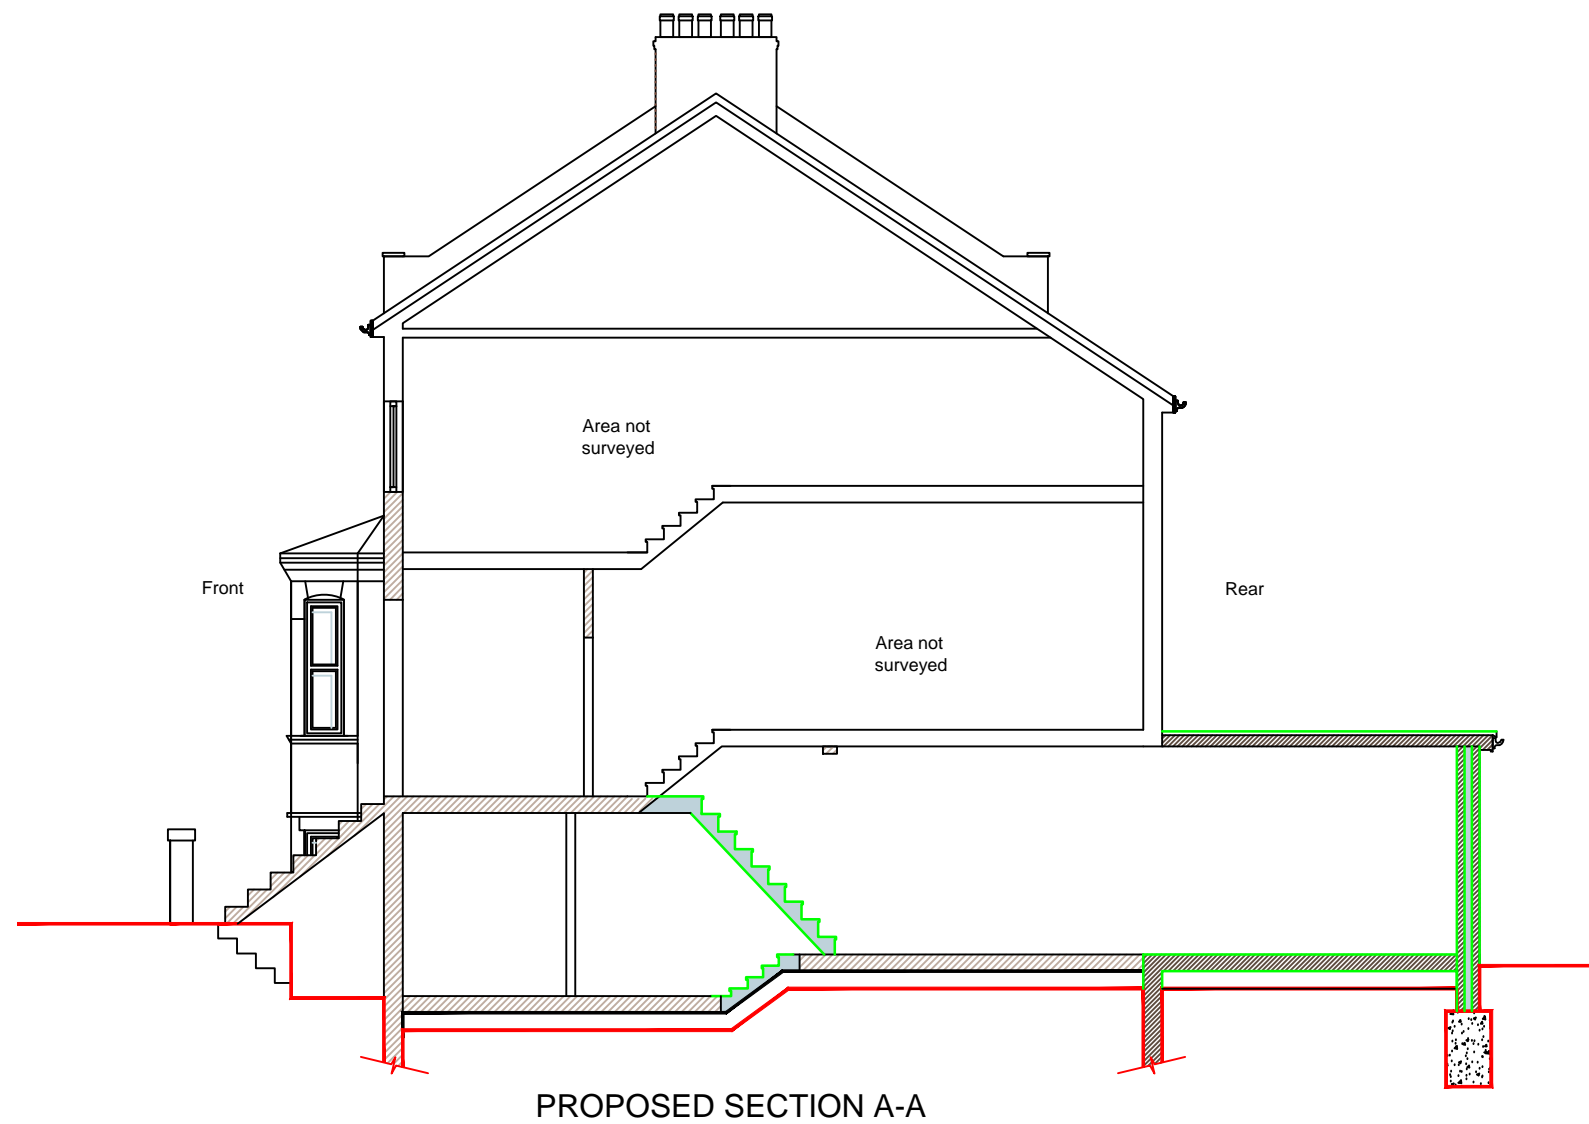 Area not
surveyed
Front
Rear
Area not
surveyed
PROPOSED SECTION A-A